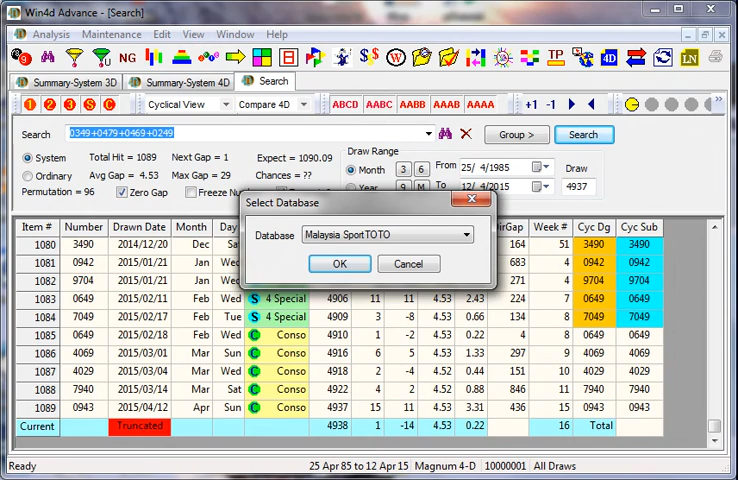 Win4d Advance - [Search]
Analysis Maintenance Edit View Window Help
Summary-System 3D Summary-System 4D Search
1 2 3 S C Cyclical View Compare 4D ABCD AABC AABB AAAB AAAA +1 -1
Search 0349+0479+0469+0249 Group > Search
System Total Hit = 1089 Next Gap = 1 Expect = 1090.09 Draw Range
Month 3 6 From 25/ 4/1985 Draw
Ordinary Avg Gap = 4.53 Max Gap = 29 Chances = ??
Year 9 M To 12/ 4/2015 4937
Permutation = 96 Zero Gap
Select Database
Database Malaysia SportTOTO
OK Cancel
Item # Number Drawn Date Month Week # Cyc Dg Cyc Sub
1080 3490 2014/12/20 Dec 164 51 3490 3490
1081 0942 2015/01/21 Jan Wed 683 4 0942 0942
1082 9704 2015/01/21 Jan Wed 271 4 9704 9704
1083 0649 2015/02/11 Feb Wed S 4 Special 4906 11 11 4.53 2.43 224 7 0649 0649
1084 7049 2015/02/17 Feb Tue S 4 Special 4909 3 -8 4.53 0.66 134 8 7049 7049
1085 0649 2015/02/18 Feb Wed C Conso 4910 1 -2 4.53 0.22 4 8 0649 0649
1086 4069 2015/03/01 Mar Sun C Conso 4916 6 5 4.53 1.33 297 9 4069 4069
1087 4029 2015/03/04 Mar Wed C Conso 4918 2 -4 4.52 0.44 151 10 4029 4029
1088 7940 2015/03/14 Mar Sat C Conso 4922 4 2 4.52 0.88 846 11 7940 7940
1089 0943 2015/04/12 Apr Sun C Conso 4937 15 11 4.53 3.31 436 15 0943 0943
Current Truncated 4938 1 -14 4.53 0.22 16 Total
Ready 25 Apr 85 to 12 Apr 15 Magnum 4-D 10000001 All Draws